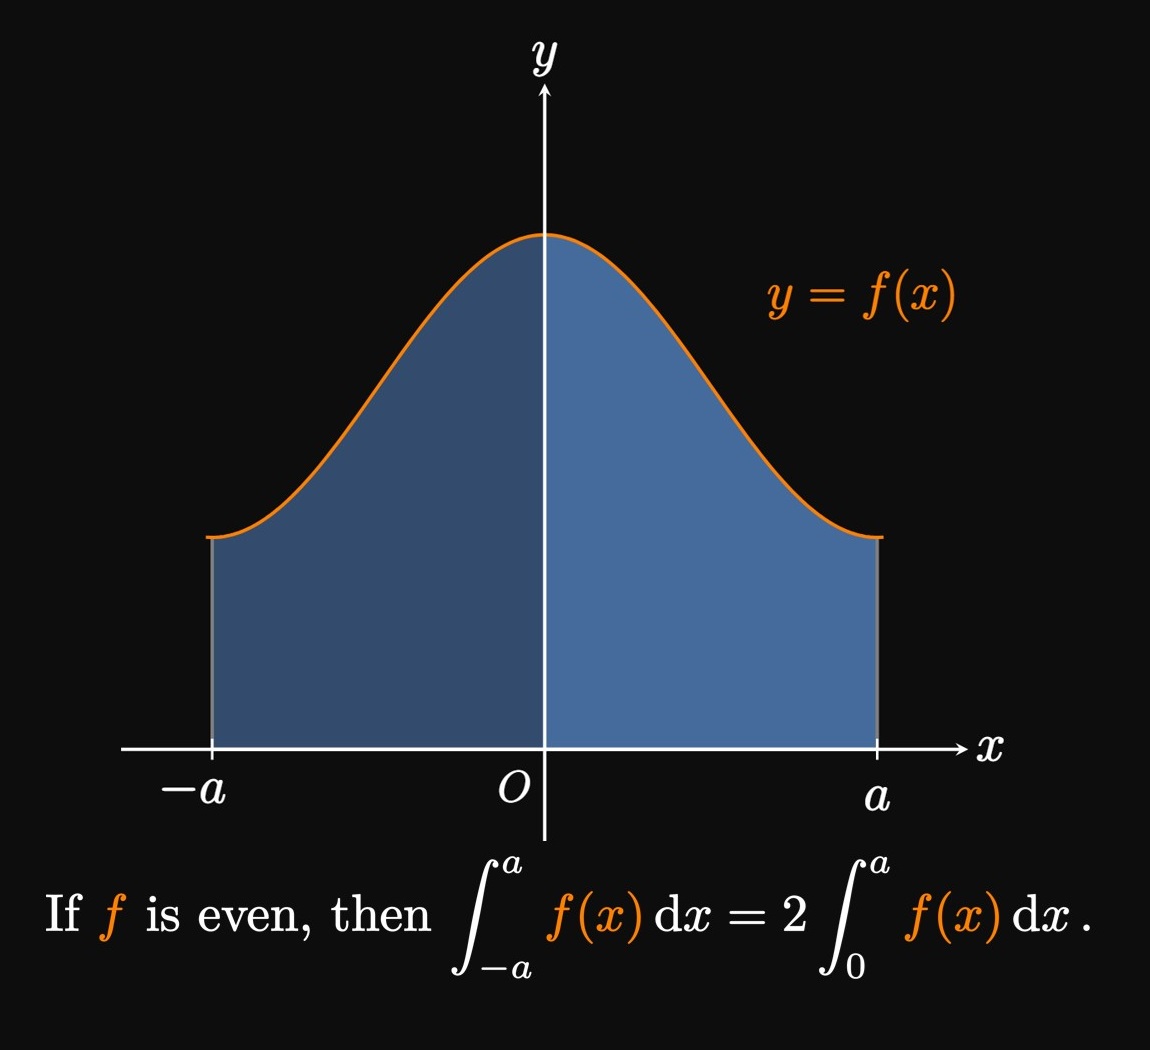 y
y = f(x)
x
−a
O
a
If f is even, then ∫_{−a}^{a} f(x) dx = 2 ∫_{0}^{a} f(x) dx .